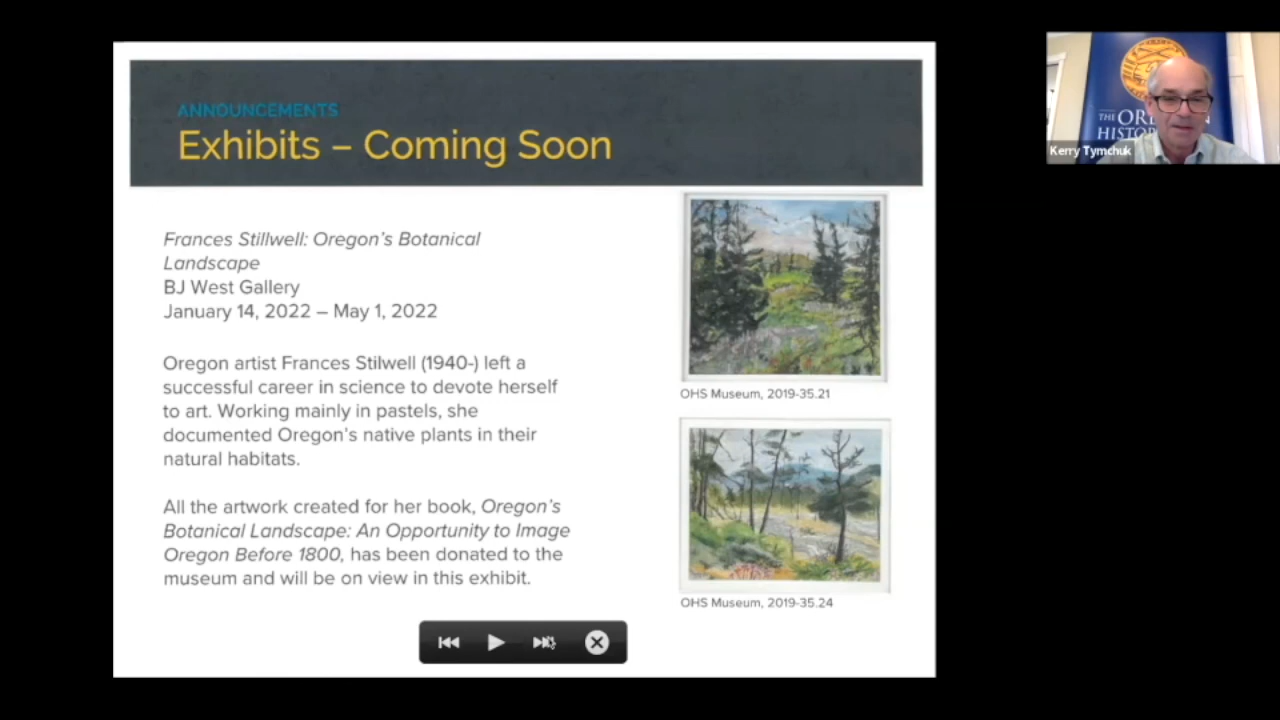 ANNOUNCEMENTS
Exhibits – Coming Soon
Frances Stillwell: Oregon's Botanical
Landscape
BJ West Gallery
January 14, 2022 – May 1, 2022
Oregon artist Frances Stilwell (1940-) left a
successful career in science to devote herself
to art. Working mainly in pastels, she
documented Oregon's native plants in their
natural habitats.
All the artwork created for her book, Oregon's
Botanical Landscape: An Opportunity to Image
Oregon Before 1800, has been donated to the
museum and will be on view in this exhibit.
OHS Museum, 2019-35.21
OHS Museum, 2019-35.24
THE
Kerry Tymchuk